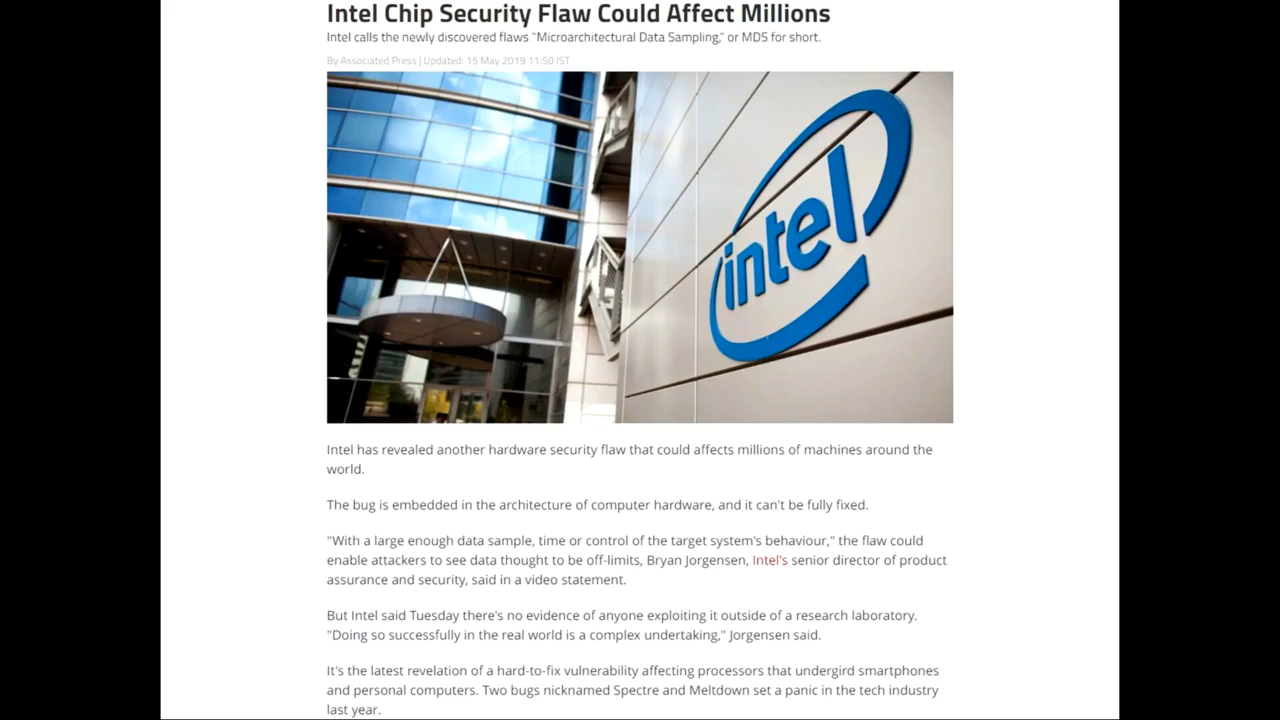 Intel Chip Security Flaw Could Affect Millions
Intel calls the newly discovered flaws "Microarchitectural Data Sampling," or MDS for short.
By Associated Press | Updated: 15 May 2019 11:50 IST
intel
Intel has revealed another hardware security flaw that could affects millions of machines around the
world.
The bug is embedded in the architecture of computer hardware, and it can't be fully fixed.
"With a large enough data sample, time or control of the target system's behaviour," the flaw could
enable attackers to see data thought to be off-limits, Bryan Jorgensen, Intel's senior director of product
assurance and security, said in a video statement.
But Intel said Tuesday there's no evidence of anyone exploiting it outside of a research laboratory.
"Doing so successfully in the real world is a complex undertaking," Jorgensen said.
It's the latest revelation of a hard-to-fix vulnerability affecting processors that undergird smartphones
and personal computers. Two bugs nicknamed Spectre and Meltdown set a panic in the tech industry
last year.